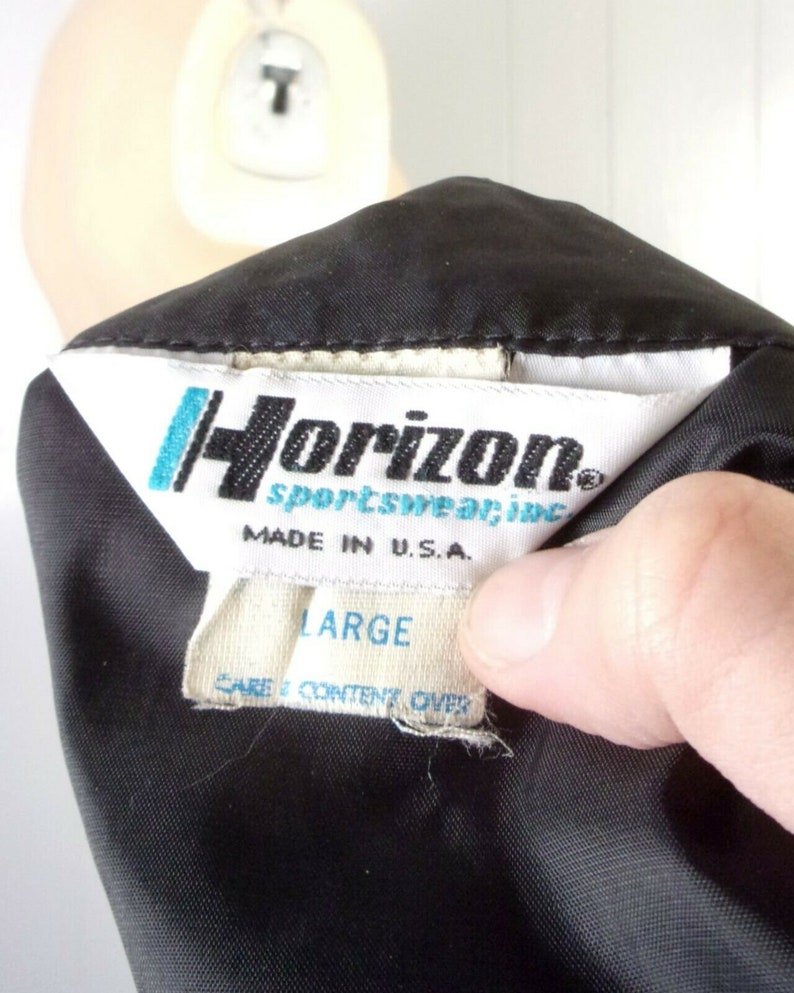 Horizon®
sportswear, inc.
MADE IN U.S.A.
LARGE
CARE & CONTENT OVER